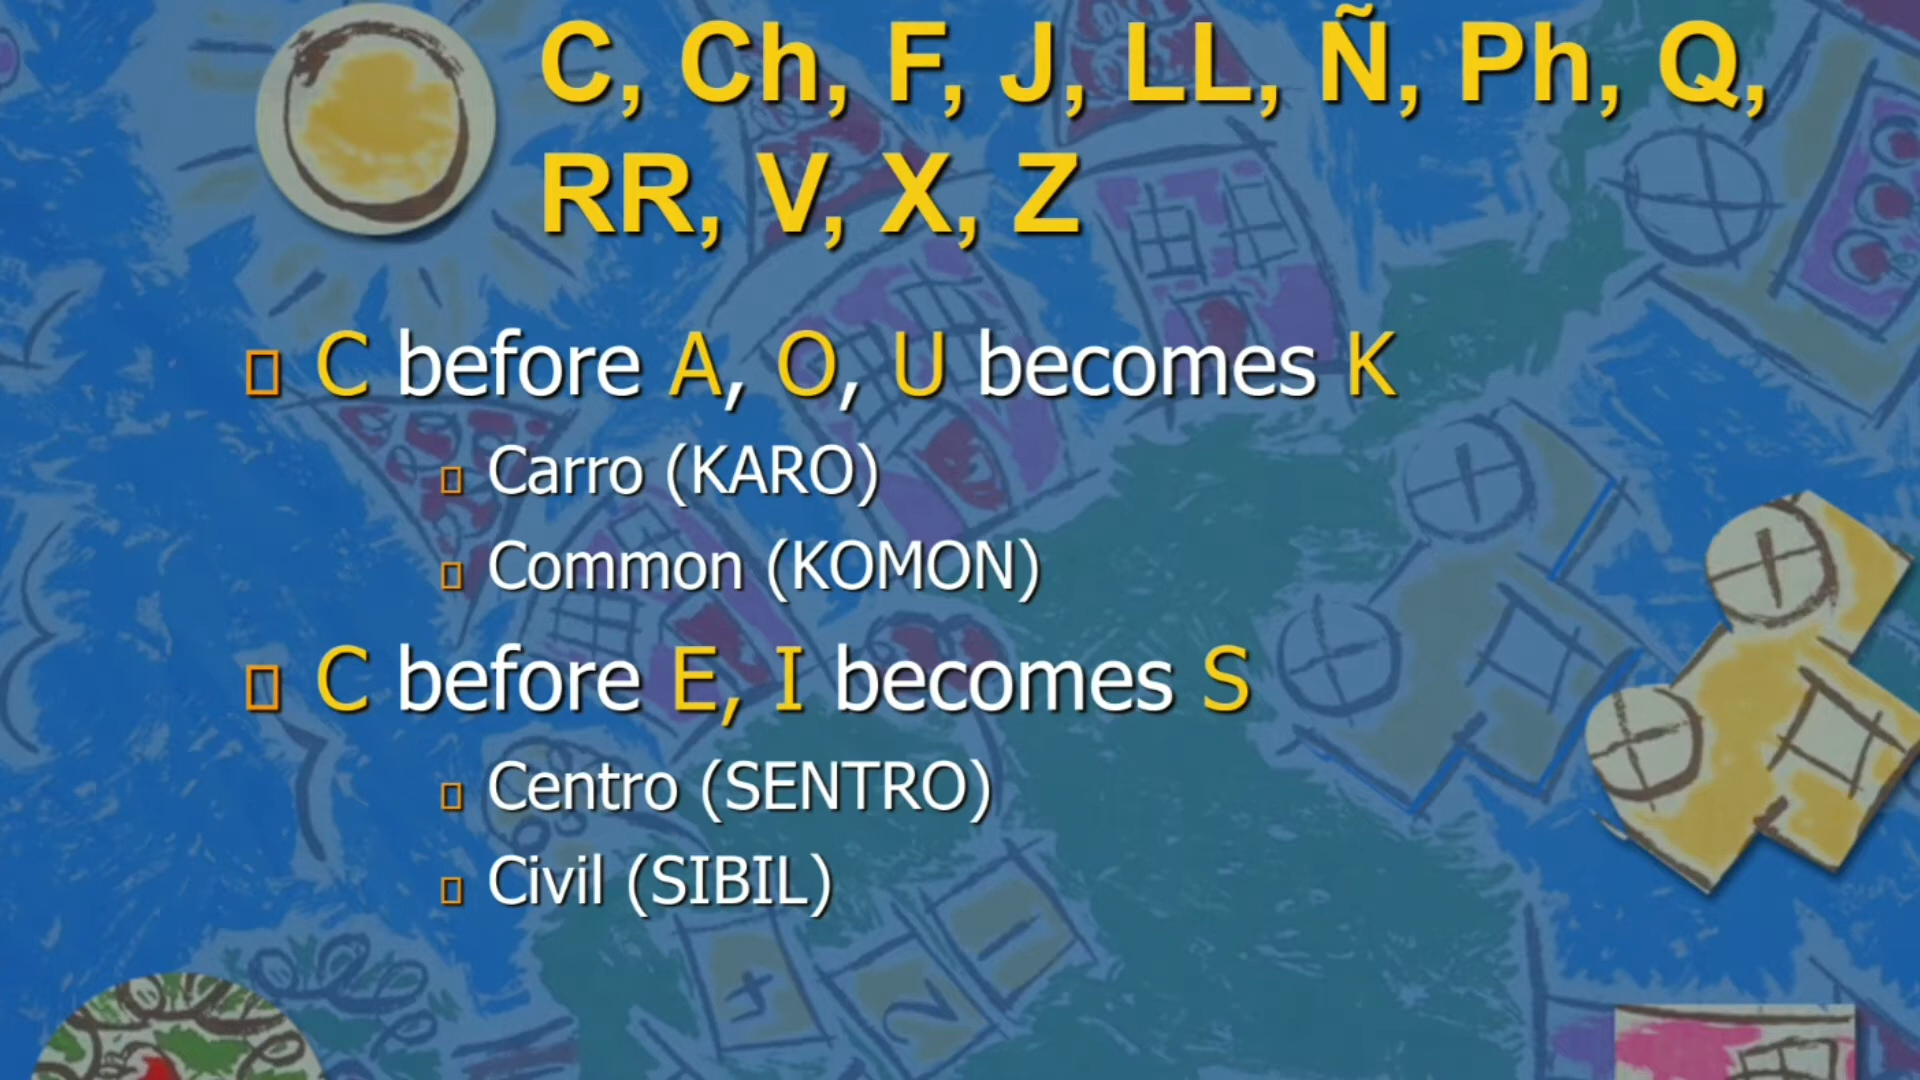 C, Ch, F, J, LL, Ñ, Ph, Q,
RR, V, X, Z
C before A, O, U becomes K
Carro (KARO)
Common (KOMON)
C before E, I becomes S
Centro (SENTRO)
Civil (SIBIL)